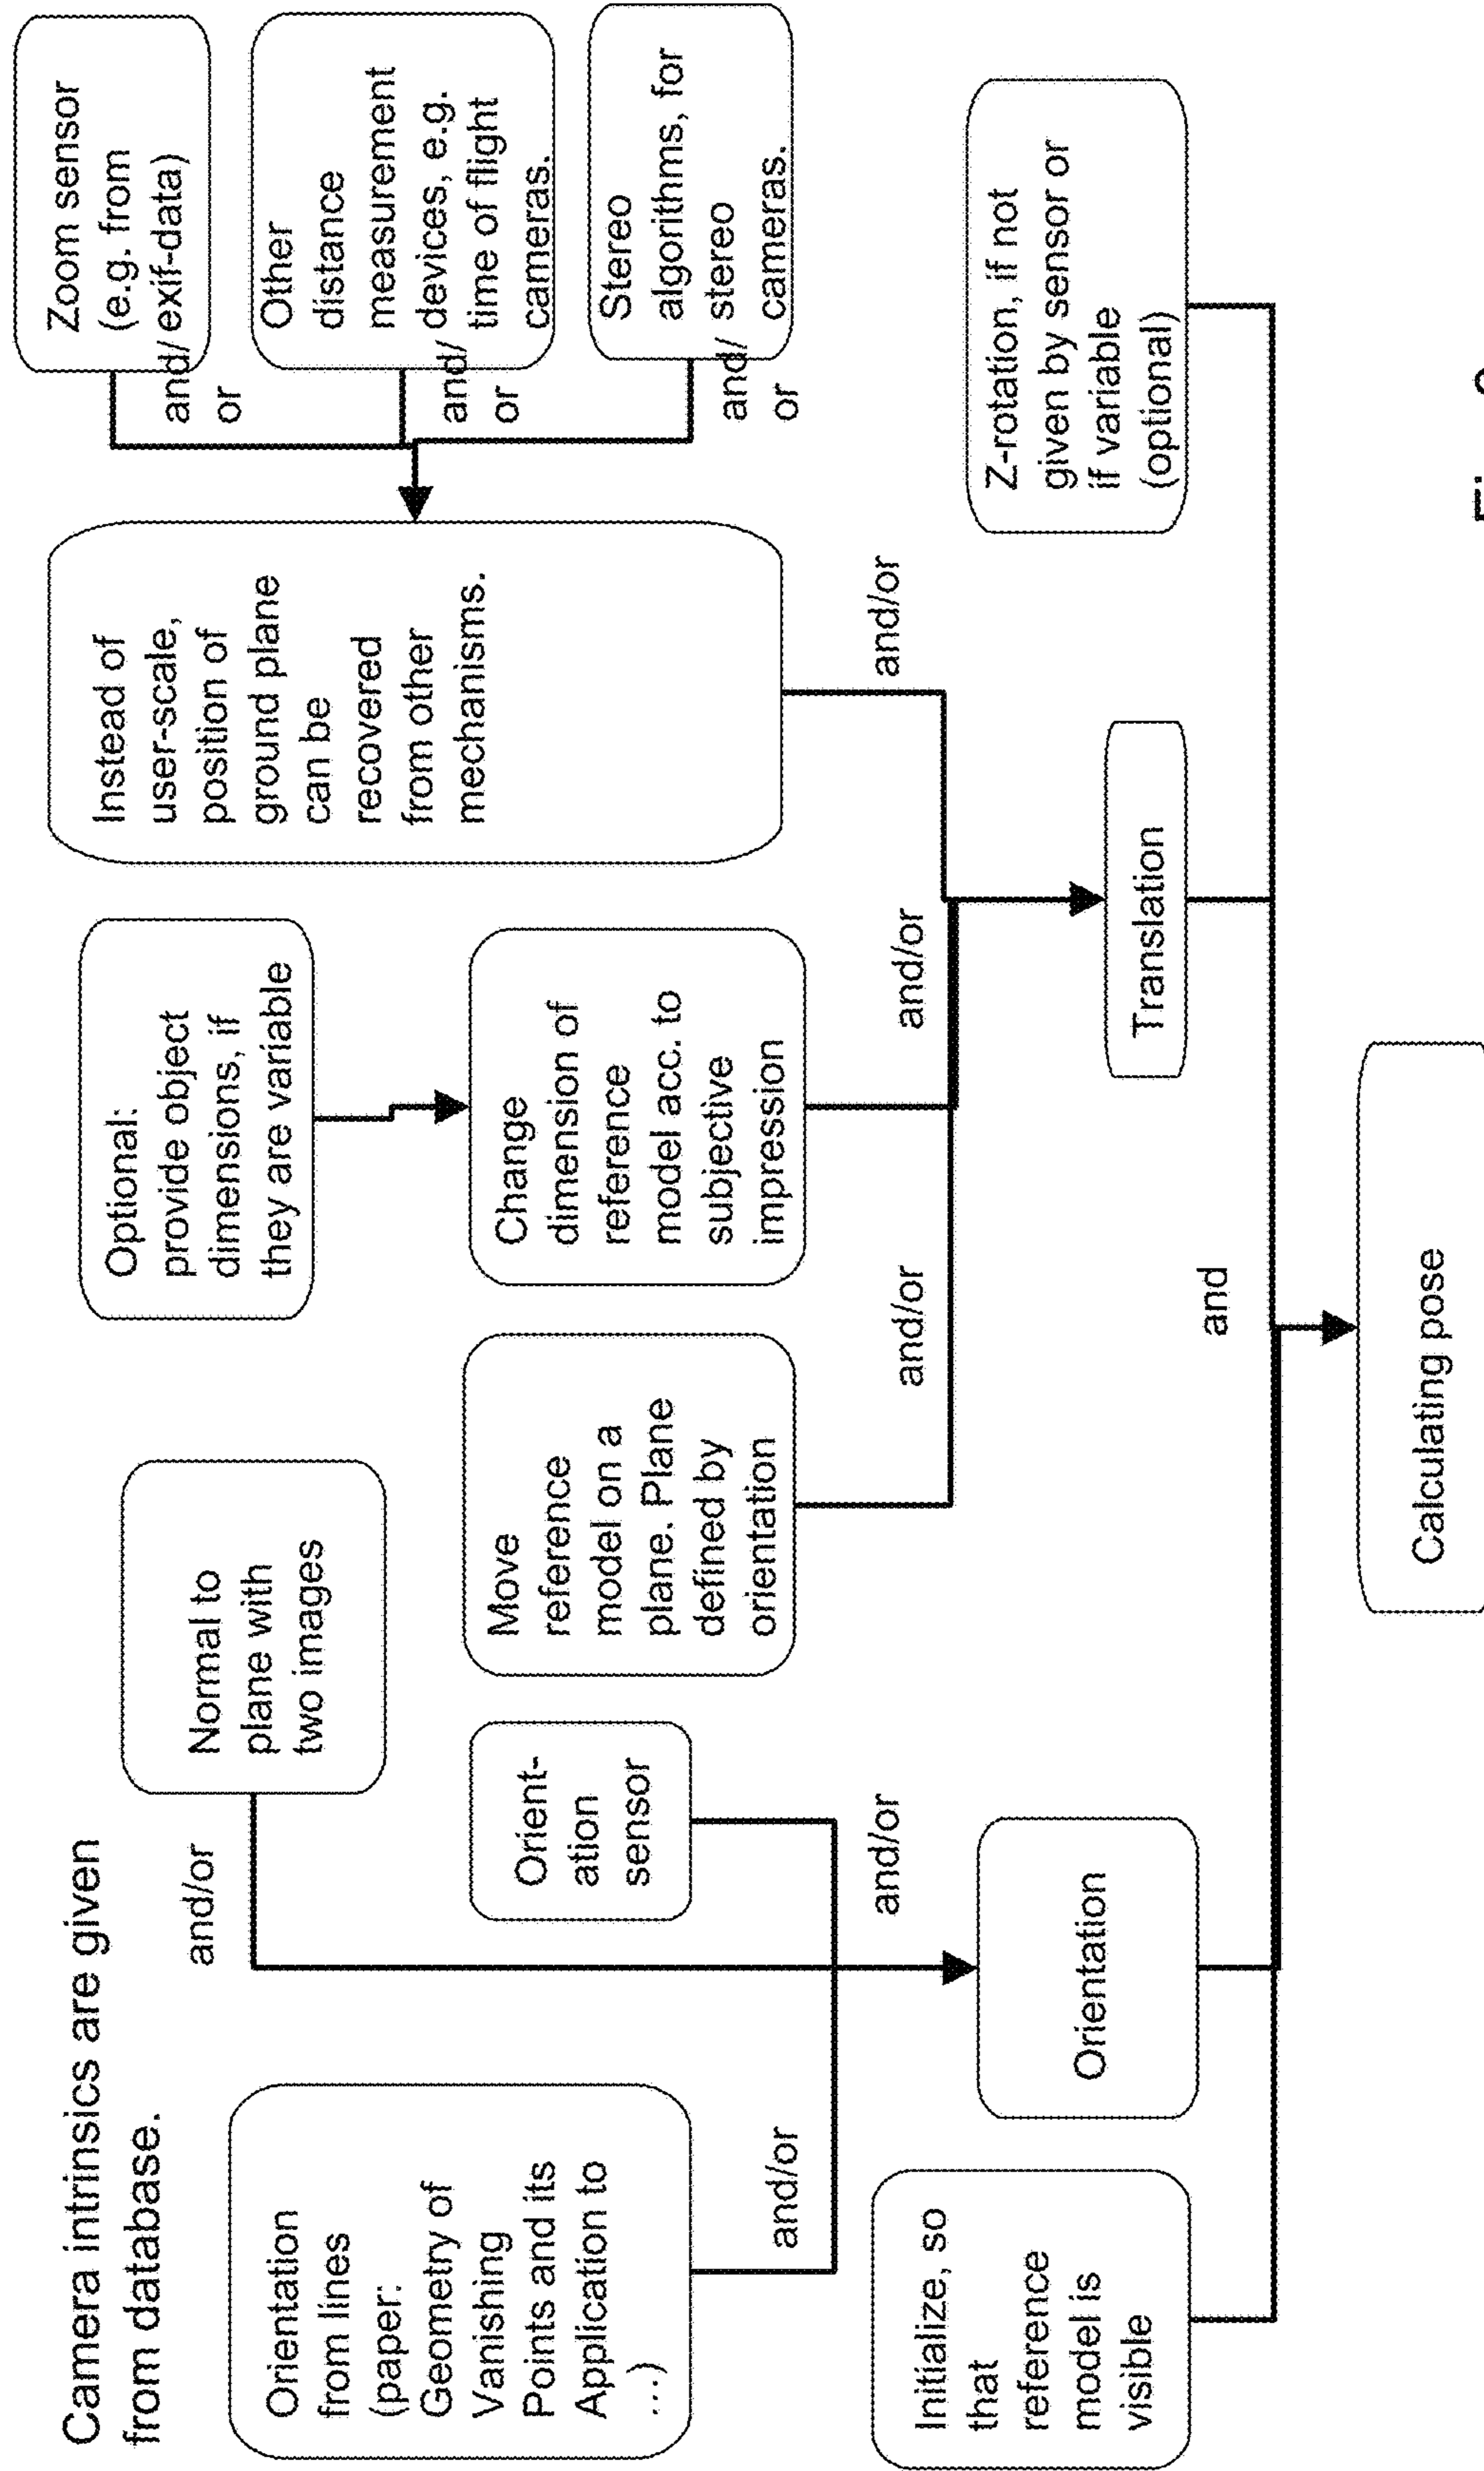 Camera intrinsics are given
from database.
Orientation
from lines
(paper:
Geometry of
Vanishing
Points and its
Application to
...)
and/or
and/or
Normal to
plane with
two images
Orient-
ation
sensor
and/or
Initialize, so
that
reference
model is
visible
Orientation
Move
reference
model on a
plane. Plane
defined by
orientation
and/or
Optional:
provide object
dimensions, if
they are variable
Change
dimension of
reference
model acc. to
subjective
impression
and/or
Instead of
user-scale,
position of
ground plane
can be
recovered
from other
mechanisms.
and/or
Zoom sensor
(e.g. from
exif-data)
and/
or
Other
distance
measurement
devices, e.g.
time of flight
cameras.
and/
or
Stereo
algorithms, for
stereo
cameras.
and/
or
Translation
Z-rotation, if not
given by sensor or
if variable
(optional)
and
Calculating pose